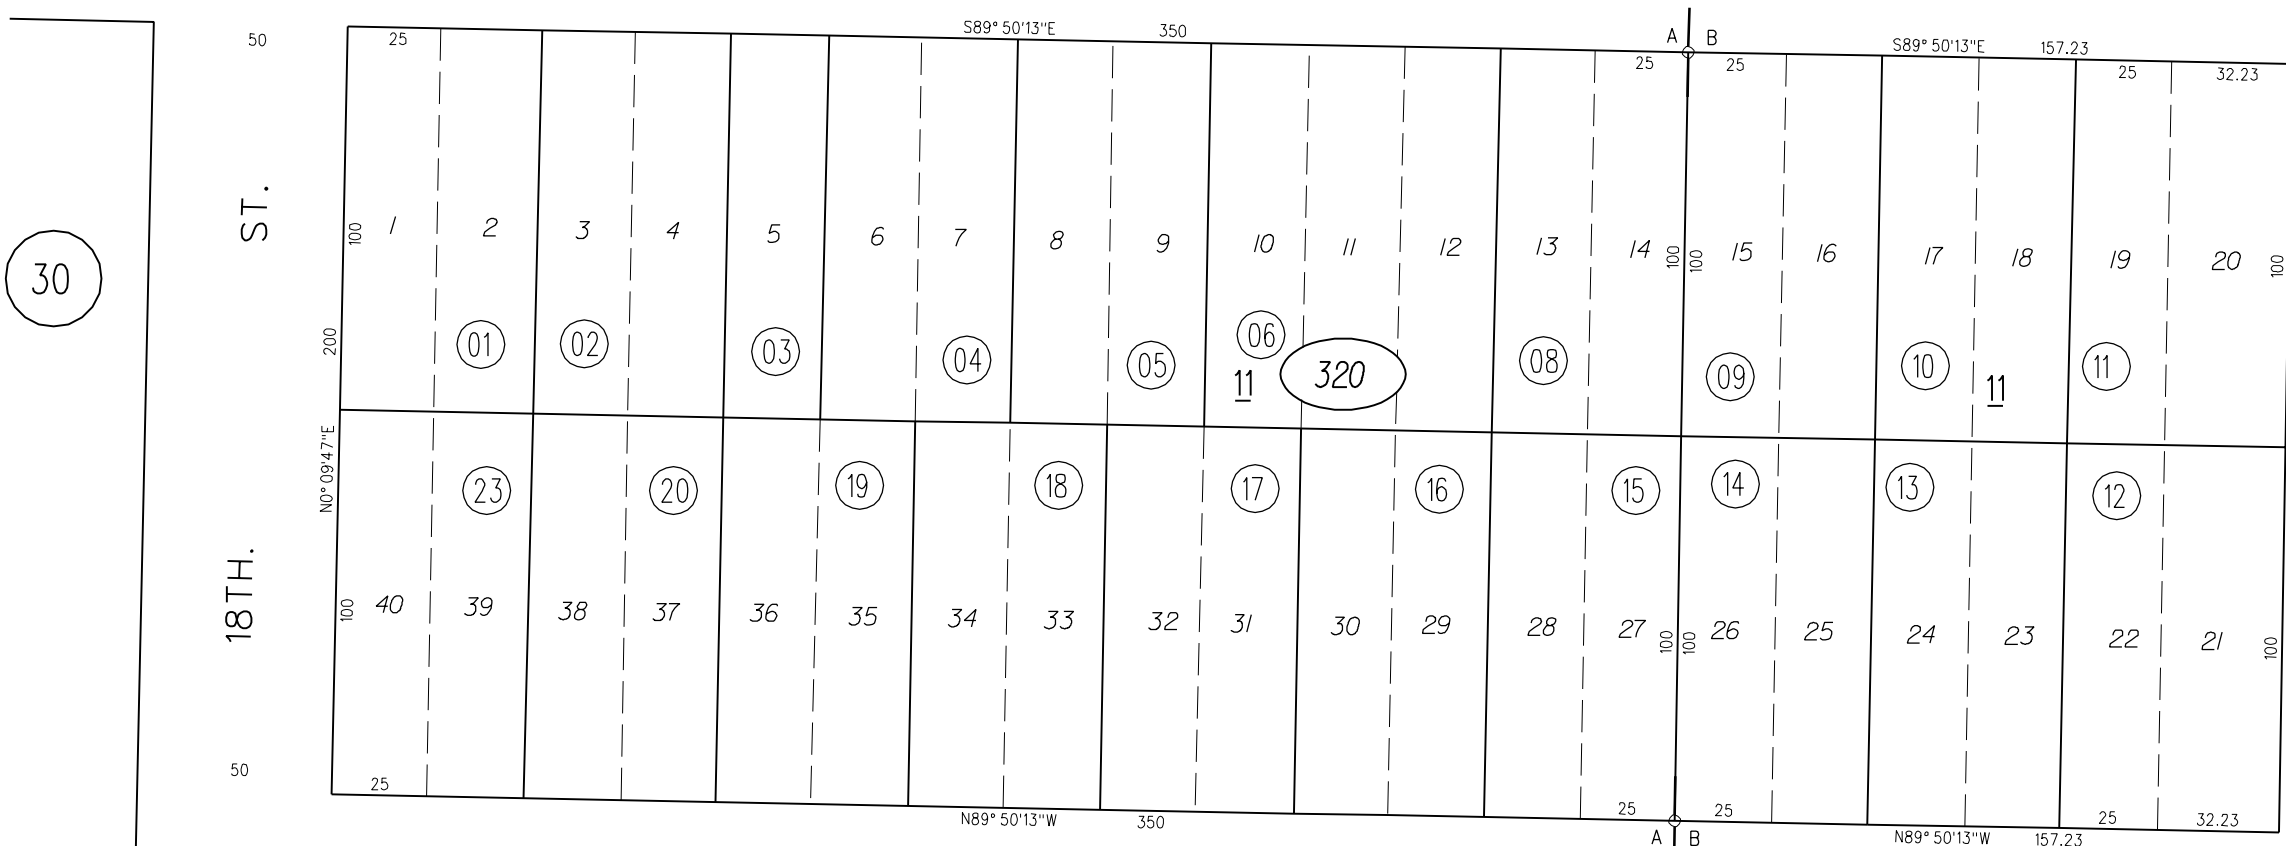 S89° 50'13"E 350
A B
S89° 50'13"E 157.23
50 25 25 25 25 32.23
ST.
100 1 2 3 4 5 6 7 8 9 10 11 12 13 14 100 100 15 16 17 18 19 20 100
30
200
01 02 03 04 05 06 320 08 09 10 11
11 11
N0° 09'47"E
23 20 19 18 17 16 15 14 13 12
18TH.
100 40 39 38 37 36 35 34 33 32 31 30 29 28 27 100 100 26 25 24 23 22 21 100
50 25 25 25 25 32.23
N89° 50'13"W 350
A B
N89° 50'13"W 157.23